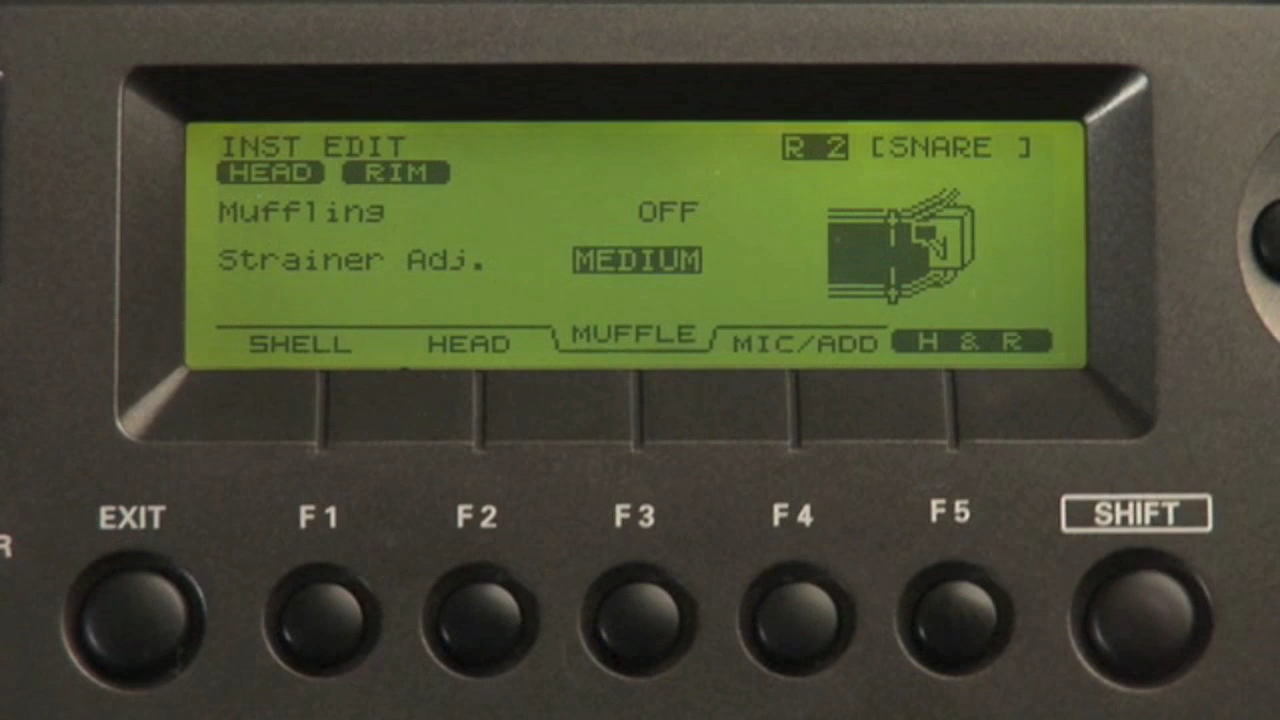 INST EDIT R 2 [SNARE ]
HEAD RIM
Muffling OFF
Strainer Adj. MEDIUM
SHELL HEAD MUFFLE MIC/ADD H & R
EXIT F1 F2 F3 F4 F5 SHIFT
R